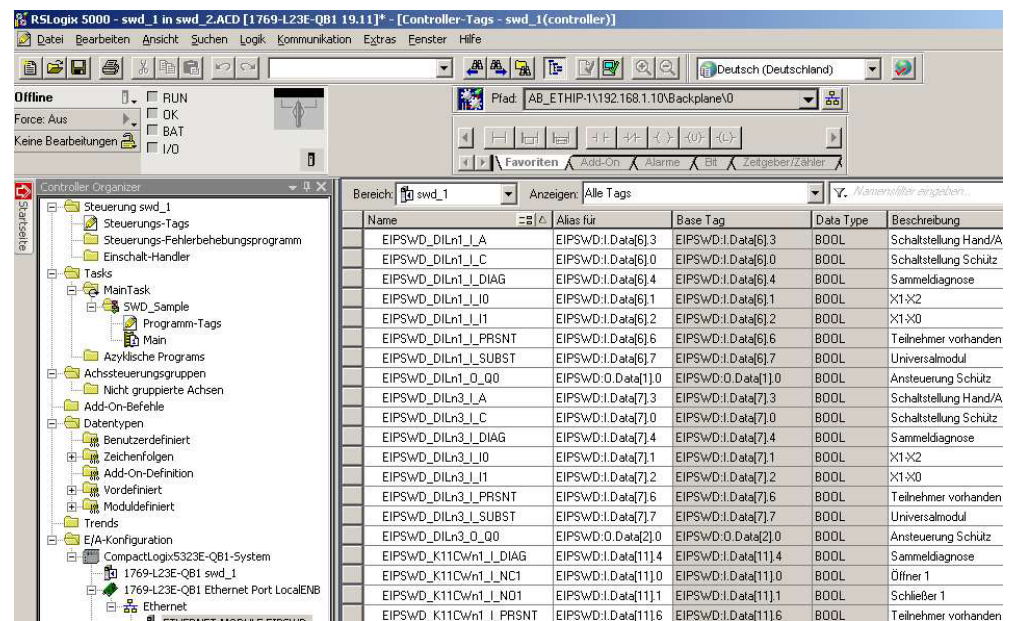 RSLogix 5000 - swd_1 in swd_2.ACD [1769-L23E-QB1 19.11]* - [Controller-Tags - swd_1(controller)]
Datei Bearbeiten Ansicht Suchen Logik Kommunikation Extras Fenster Hilfe
Deutsch (Deutschland)
Offline
RUN
Force: Aus
OK
Keine Bearbeitungen
BAT
I/O
Pfad: AB_ETHIP-1\192.168.1.10\Backplane\0
Favoriten Add-On Alarme Bit Zeitgeber/Zähler
Startseite
Controller Organizer
Steuerung swd_1
Steuerungs-Tags
Steuerungs-Fehlerbehebungsprogramm
Einschalt-Handler
Tasks
MainTask
SWD_Sample
Programm-Tags
Main
Azyklische Programs
Achssteuerungsgruppen
Nicht gruppierte Achsen
Add-On-Befehle
Datentypen
Benutzerdefiniert
Zeichenfolgen
Add-On-Definition
Vordefiniert
Moduldefiniert
Trends
E/A-Konfiguration
CompactLogix5323E-QB1-System
1769-L23E-QB1 swd_1
1769-L23E-QB1 Ethernet Port LocalENB
Ethernet
ETHERNET-MODULE EIPSWD
Bereich: swd_1 Anzeigen: Alle Tags Namensfilter eingeben...
Name Alias für Base Tag Data Type Beschreibung
EIPSWD_DILn1_I_A EIPSWD:I.Data[6].3 EIPSWD:I.Data[6].3 BOOL Schaltstellung Hand/A
EIPSWD_DILn1_I_C EIPSWD:I.Data[6].0 EIPSWD:I.Data[6].0 BOOL Schaltstellung Schütz
EIPSWD_DILn1_I_DIAG EIPSWD:I.Data[6].4 EIPSWD:I.Data[6].4 BOOL Sammeldiagnose
EIPSWD_DILn1_I_I0 EIPSWD:I.Data[6].1 EIPSWD:I.Data[6].1 BOOL X1-X2
EIPSWD_DILn1_I_I1 EIPSWD:I.Data[6].2 EIPSWD:I.Data[6].2 BOOL X1-X0
EIPSWD_DILn1_I_PRSNT EIPSWD:I.Data[6].6 EIPSWD:I.Data[6].6 BOOL Teilnehmer vorhanden
EIPSWD_DILn1_I_SUBST EIPSWD:I.Data[6].7 EIPSWD:I.Data[6].7 BOOL Universalmodul
EIPSWD_DILn1_O_Q0 EIPSWD:O.Data[1].0 EIPSWD:O.Data[1].0 BOOL Ansteuerung Schütz
EIPSWD_DILn3_I_A EIPSWD:I.Data[7].3 EIPSWD:I.Data[7].3 BOOL Schaltstellung Hand/A
EIPSWD_DILn3_I_C EIPSWD:I.Data[7].0 EIPSWD:I.Data[7].0 BOOL Schaltstellung Schütz
EIPSWD_DILn3_I_DIAG EIPSWD:I.Data[7].4 EIPSWD:I.Data[7].4 BOOL Sammeldiagnose
EIPSWD_DILn3_I_I0 EIPSWD:I.Data[7].1 EIPSWD:I.Data[7].1 BOOL X1-X2
EIPSWD_DILn3_I_I1 EIPSWD:I.Data[7].2 EIPSWD:I.Data[7].2 BOOL X1-X0
EIPSWD_DILn3_I_PRSNT EIPSWD:I.Data[7].6 EIPSWD:I.Data[7].6 BOOL Teilnehmer vorhanden
EIPSWD_DILn3_I_SUBST EIPSWD:I.Data[7].7 EIPSWD:I.Data[7].7 BOOL Universalmodul
EIPSWD_DILn3_O_Q0 EIPSWD:O.Data[2].0 EIPSWD:O.Data[2].0 BOOL Ansteuerung Schütz
EIPSWD_K11CWn1_I_DIAG EIPSWD:I.Data[11].4 EIPSWD:I.Data[11].4 BOOL Sammeldiagnose
EIPSWD_K11CWn1_I_NC1 EIPSWD:I.Data[11].0 EIPSWD:I.Data[11].0 BOOL Öffner 1
EIPSWD_K11CWn1_I_NO1 EIPSWD:I.Data[11].1 EIPSWD:I.Data[11].1 BOOL Schließer 1
EIPSWD_K11CWn1_I_PRSNT EIPSWD:I.Data[11].6 EIPSWD:I.Data[11].6 BOOL Teilnehmer vorhanden